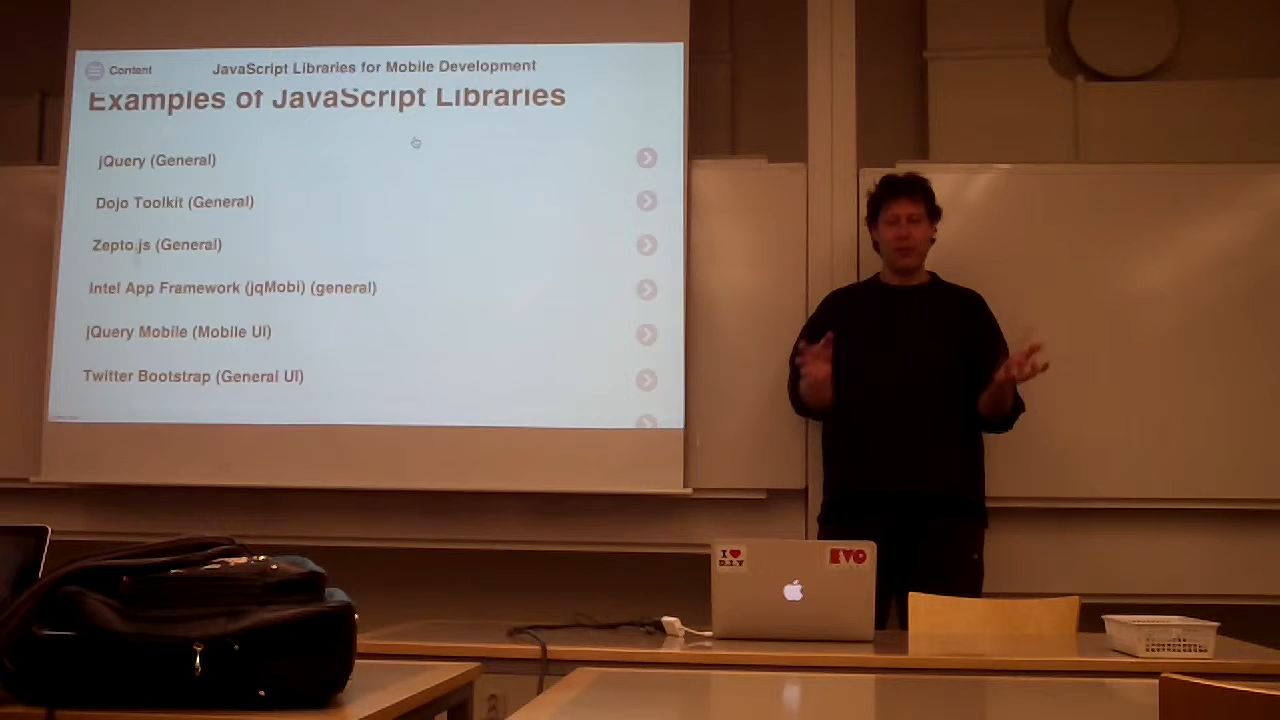 Content
JavaScript Libraries for Mobile Development
Examples of JavaScript Libraries
jQuery (General)
Dojo Toolkit (General)
Zepto.js (General)
Intel App Framework (jqMobi) (general)
jQuery Mobile (Mobile UI)
Twitter Bootstrap (General UI)
I ♥
D.I.Y
EVO